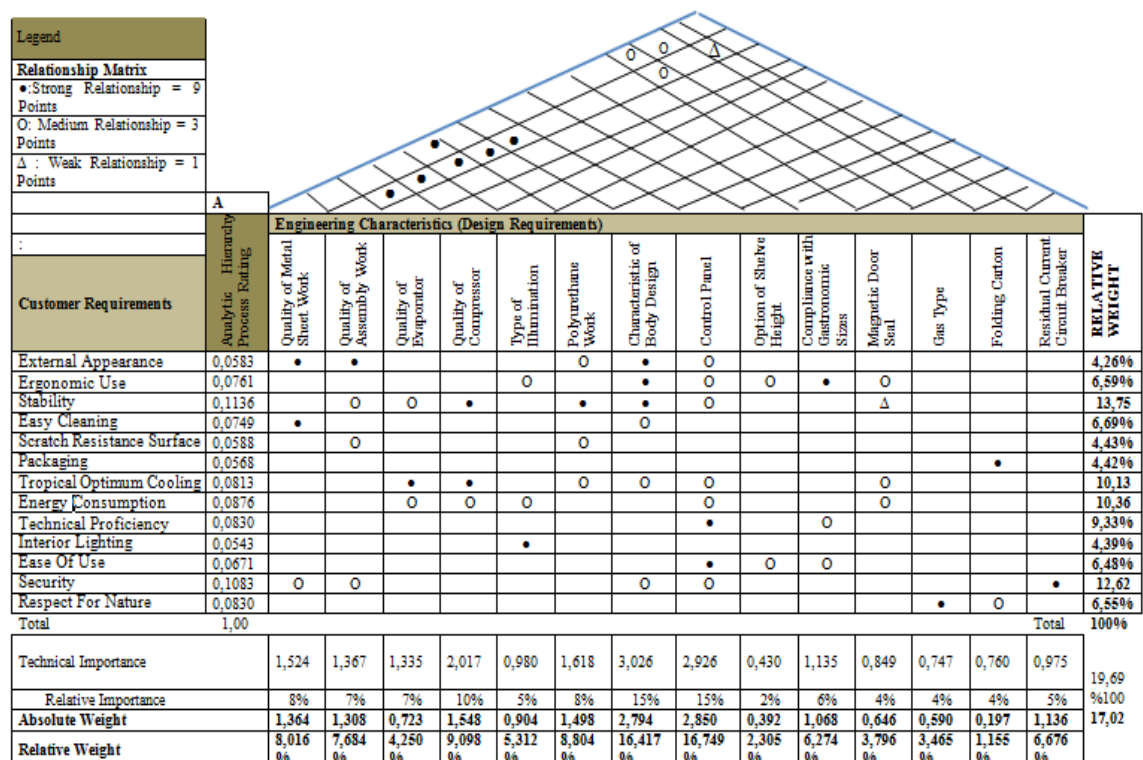 Legend
Relationship Matrix
●:Strong Relationship = 9
Points
O: Medium Relationship = 3
Points
Δ : Weak Relationship = 1
Points
O O Δ
O
● ● ● ● ● ● ●
A
Engineering Characteristics (Design Requirements)
:
Customer Requirements
Analytic Hierarchy
Process Rating
Quality of Metal
Sheet Work
Quality of
Assembly Work
Quality of
Evaporator
Quality of
Compressor
Type of
Illumination
Polyurethane
Work
Characteristic of
Body Design
Control Panel
Option of Shelve
Height
Compliance with
Gastronomic
Sizes
Magnetic Door
Seal
Gas Type
Folding Carton
Residual Current
Circuit Breaker
RELATIVE
WEIGHT
External Appearance 0,0583 ● ● O ● O 4,26%
Ergonomic Use 0,0761 O ● O O ● O 6,59%
Stability 0,1136 O O ● ● ● O Δ 13,75
Easy Cleaning 0,0749 ● O 6,69%
Scratch Resistance Surface 0,0588 O O 4,43%
Packaging 0,0568 ● 4,42%
Tropical Optimum Cooling 0,0813 ● ● O O O O 10,13
Energy Consumption 0,0876 O O O O O 10,36
Technical Proficiency 0,0830 ● O 9,33%
Interior Lighting 0,0543 ● 4,39%
Ease Of Use 0,0671 ● O O 6,48%
Security 0,1083 O O O O ● 12,62
Respect For Nature 0,0830 ● O 6,55%
Total 1,00 Total 100%
Technical Importance 1,524 1,367 1,335 2,017 0,980 1,618 3,026 2,926 0,430 1,135 0,849 0,747 0,760 0,975 19,69
Relative Importance 8% 7% 7% 10% 5% 8% 15% 15% 2% 6% 4% 4% 4% 5% %100
Absolute Weight 1,364 1,308 0,723 1,548 0,904 1,498 2,794 2,850 0,392 1,068 0,646 0,590 0,197 1,136 17,02
Relative Weight 8,016 7,684 4,250 9,098 5,312 8,804 16,417 16,749 2,305 6,274 3,796 3,465 1,155 6,676
% % % % % % % % % % % % % %